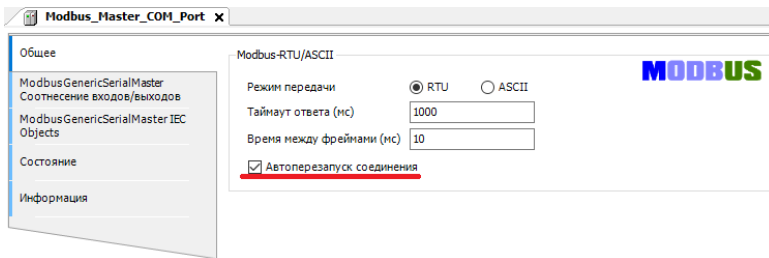 Modbus_Master_COM_Port x
Общее
ModbusGenericSerialMaster
Соотнесение входов/выходов
ModbusGenericSerialMaster IEC
Objects
Состояние
Информация
Modbus-RTU/ASCII
MODBUS
Режим передачи RTU ASCII
Таймаут ответа (мс) 1000
Время между фреймами (мс) 10
Автоперезапуск соединения